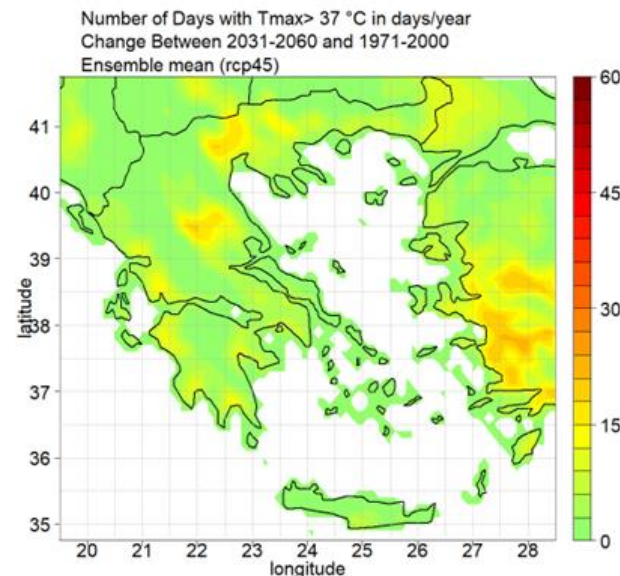 Number of Days with Tmax> 37 °C in days/year
Change Between 2031-2060 and 1971-2000
Ensemble mean (rcp45)
60
45
30
15
0
41
40
39
38
37
36
35
latitude
20 21 22 23 24 25 26 27 28
longitude